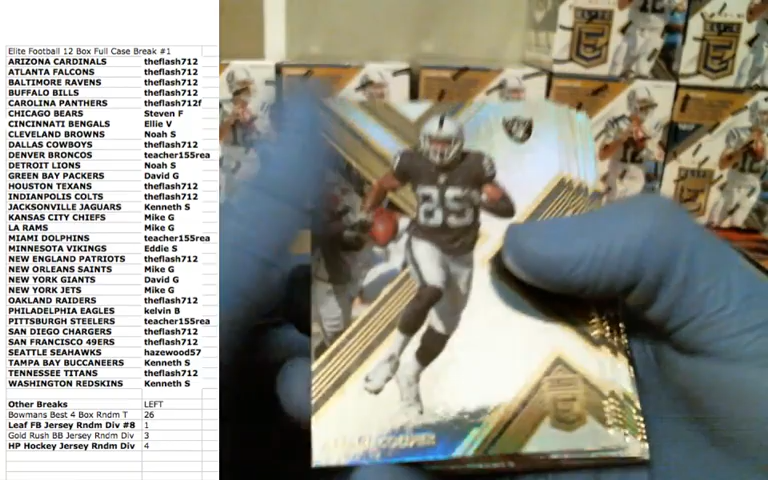 Elite Football 12 Box Full Case Break #1
ARIZONA CARDINALS theflash712
ATLANTA FALCONS theflash712
BALTIMORE RAVENS theflash712
BUFFALO BILLS theflash712
CAROLINA PANTHERS theflash712f
CHICAGO BEARS Steven F
CINCINNATI BENGALS Ellie V
CLEVELAND BROWNS Noah S
DALLAS COWBOYS theflash712
DENVER BRONCOS teacher155rea
DETROIT LIONS Noah S
GREEN BAY PACKERS David G
HOUSTON TEXANS theflash712
INDIANPOLIS COLTS theflash712
JACKSONVILLE JAGUARS Kenneth S
KANSAS CITY CHIEFS Mike G
LA RAMS Mike G
MIAMI DOLPHINS teacher155rea
MINNESOTA VIKINGS Eddie S
NEW ENGLAND PATRIOTS theflash712
NEW ORLEANS SAINTS Mike G
NEW YORK GIANTS David G
NEW YORK JETS Mike G
OAKLAND RAIDERS theflash712
PHILADELPHIA EAGLES kelvin B
PITTSBURGH STEELERS teacher155rea
SAN DIEGO CHARGERS theflash712
SAN FRANCISCO 49ERS theflash712
SEATTLE SEAHAWKS hazewood57
TAMPA BAY BUCCANEERS Kenneth S
TENNESSEE TITANS theflash712
WASHINGTON REDSKINS Kenneth S
Other Breaks LEFT
Bowmans Best 4 Box Rndm T 26
Leaf FB Jersey Rndm Div #8 1
Gold Rush BB Jersey Rndm Div 3
HP Hockey Jersey Rndm Div 4
89
12